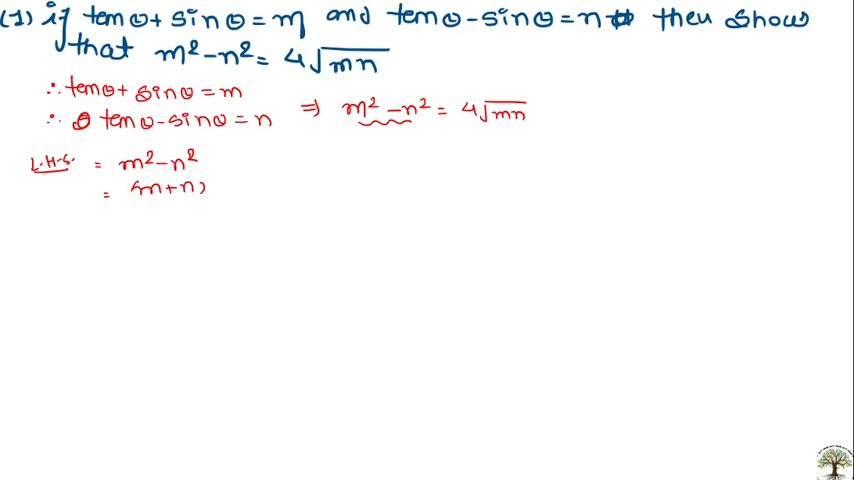 (1) if tanθ + sinθ = m and tanθ - sinθ = n then show
that m² - n² = 4√mn
∴ tanθ + sinθ = m
∴ tanθ - sinθ = n ⇒ m² - n² = 4√mn
L.H.S. = m² - n²
= (m+n)